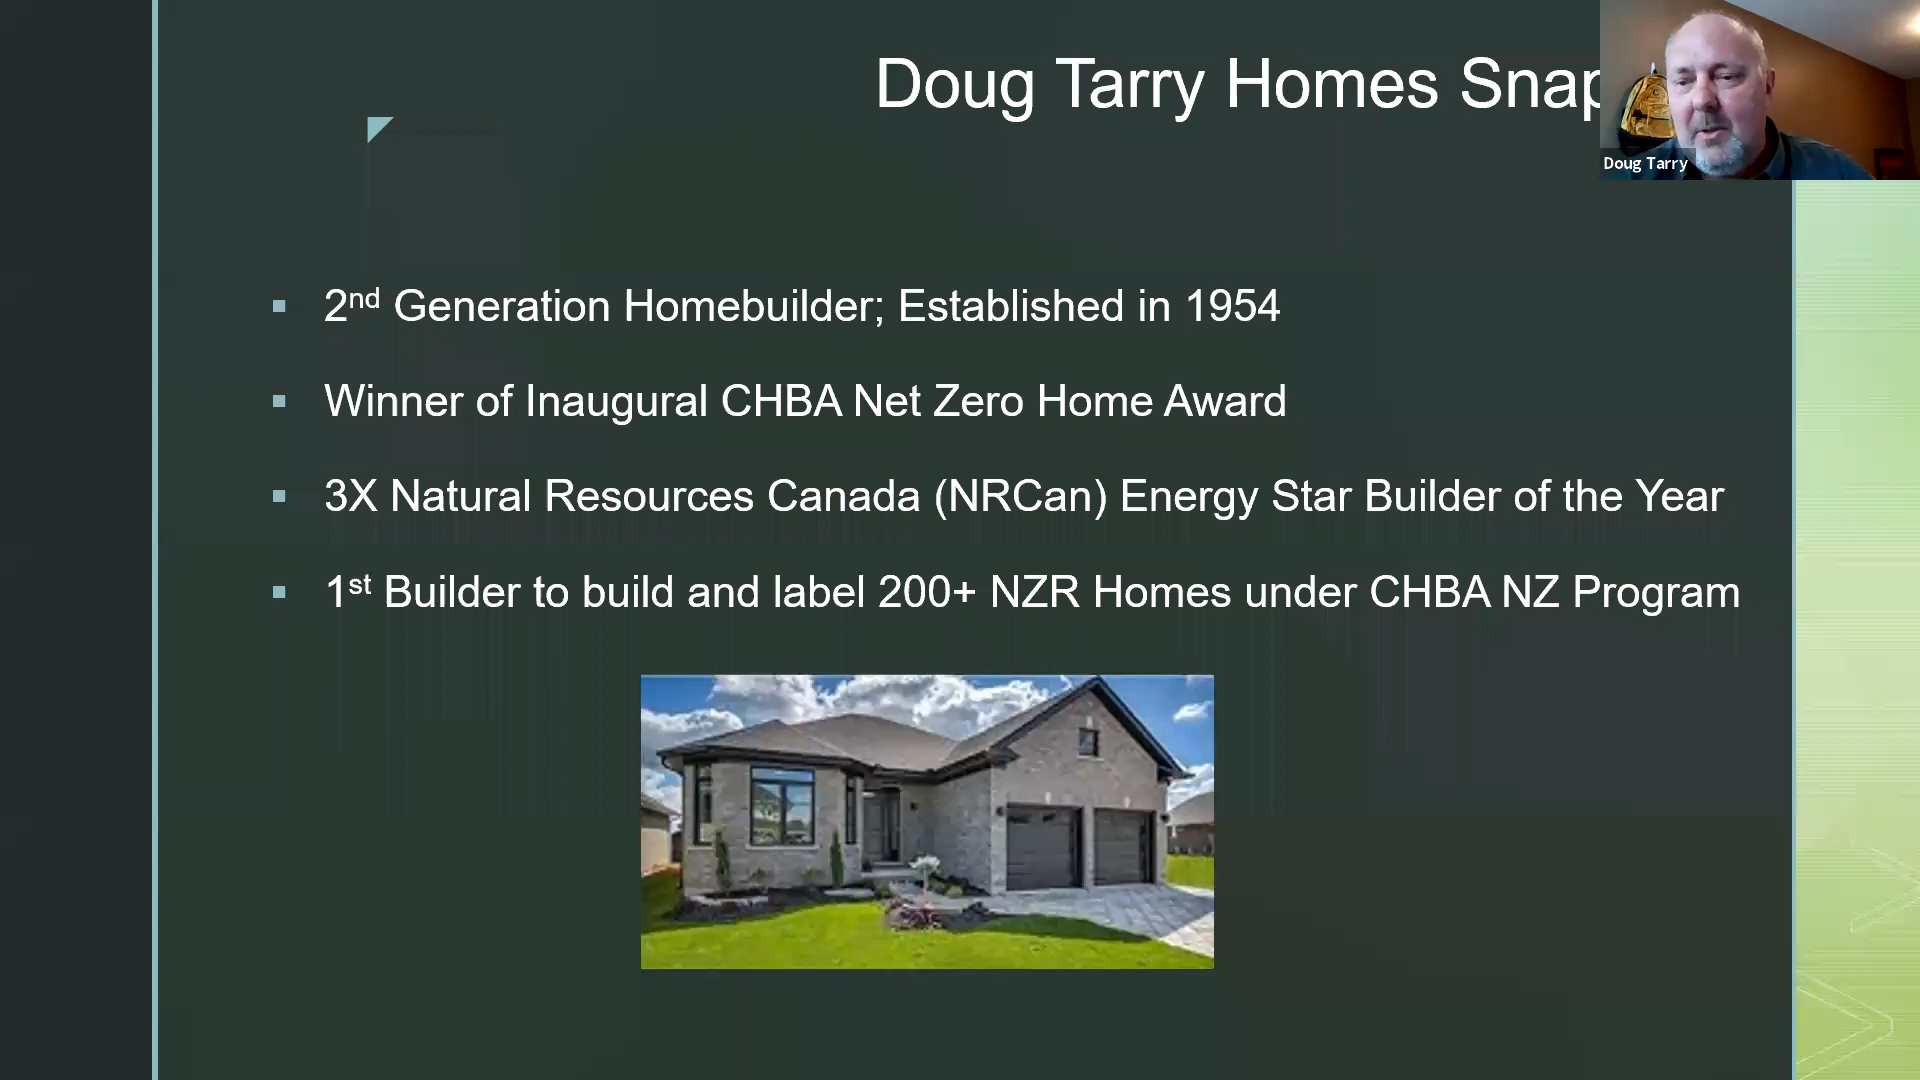 Doug Tarry Homes Snap
Doug Tarry
2nd Generation Homebuilder; Established in 1954
Winner of Inaugural CHBA Net Zero Home Award
3X Natural Resources Canada (NRCan) Energy Star Builder of the Year
1st Builder to build and label 200+ NZR Homes under CHBA NZ Program